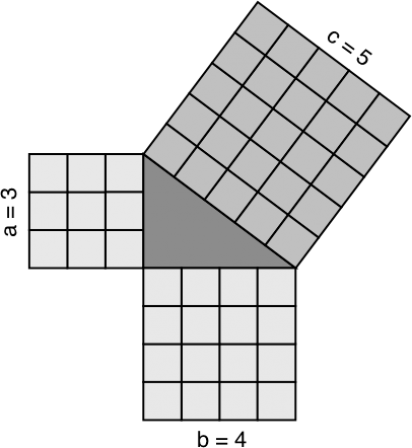 c = 5
a = 3
b = 4